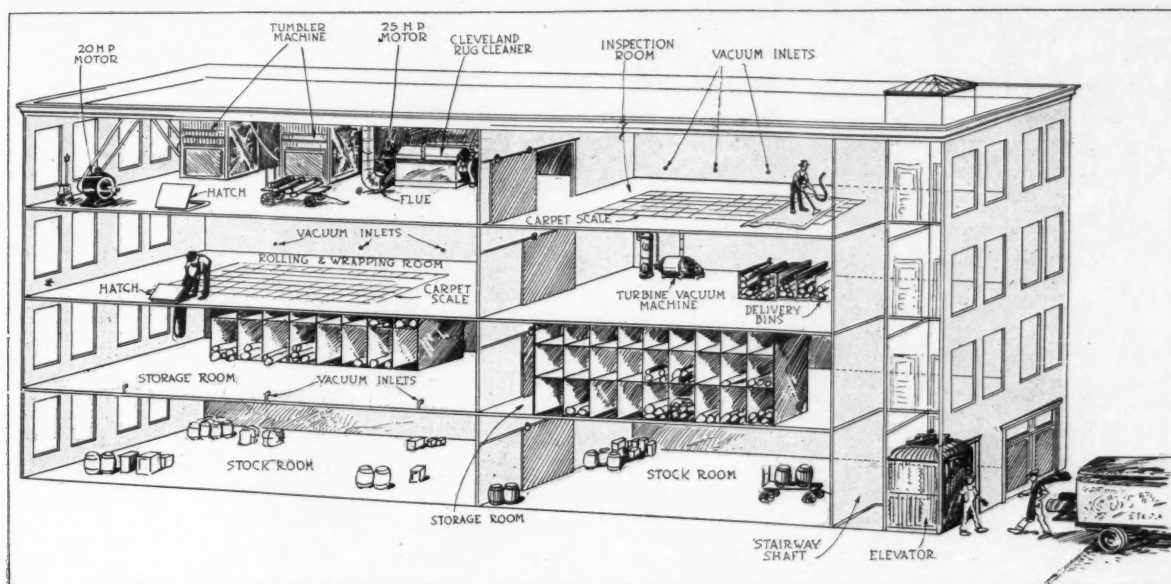 20 H P
MOTOR
TUMBLER
MACHINE
25 H P
MOTOR
CLEVELAND
RUG CLEANER
INSPECTION
ROOM
VACUUM INLETS
HATCH
FLUE
CARPET SCALE
VACUUM INLETS
ROLLING & WRAPPING ROOM
HATCH
CARPET
SCALE
TURBINE VACUUM
MACHINE
DELIVERY
BINS
STORAGE ROOM
VACUUM INLETS
STOCK ROOM
STOCK ROOM
STORAGE ROOM
STAIRWAY
SHAFT
ELEVATOR